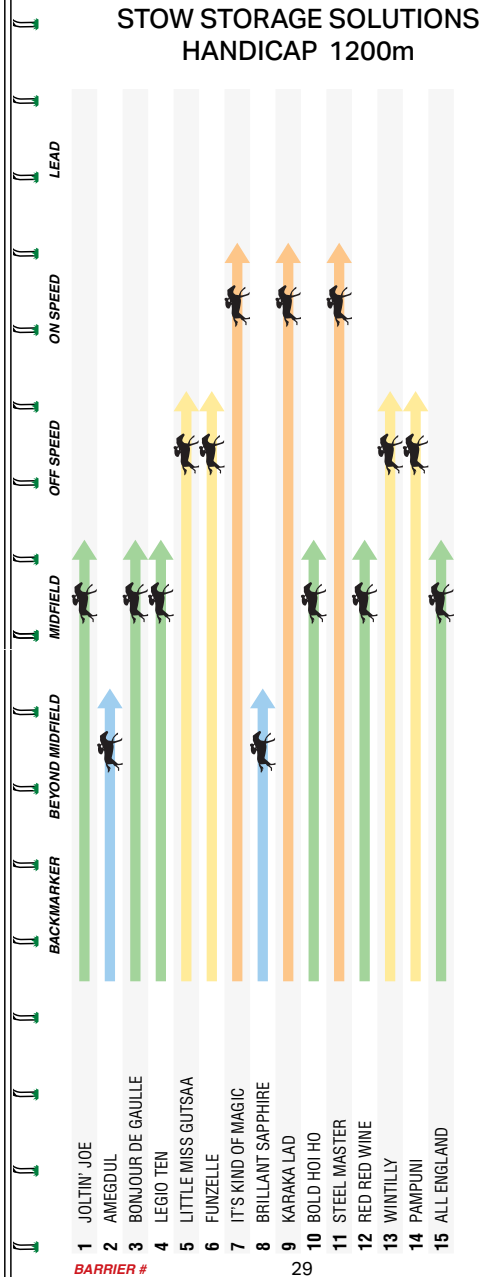 STOW STORAGE SOLUTIONS
HANDICAP 1200m
LEAD
ON SPEED
OFF SPEED
MIDFIELD
BEYOND MIDFIELD
BACKMARKER
1 JOLTIN' JOE
2 AMEGDUL
3 BONJOUR DE GAULLE
4 LEGIO TEN
5 LITTLE MISS GUTSAA
6 FUNZELLE
7 IT'S KIND OF MAGIC
8 BRILLANT SAPPHIRE
9 KARAKA LAD
10 BOLD HOI HO
11 STEEL MASTER
12 RED RED WINE
13 WINTILLY
14 PAMPUNI
15 ALL ENGLAND
BARRIER #
29